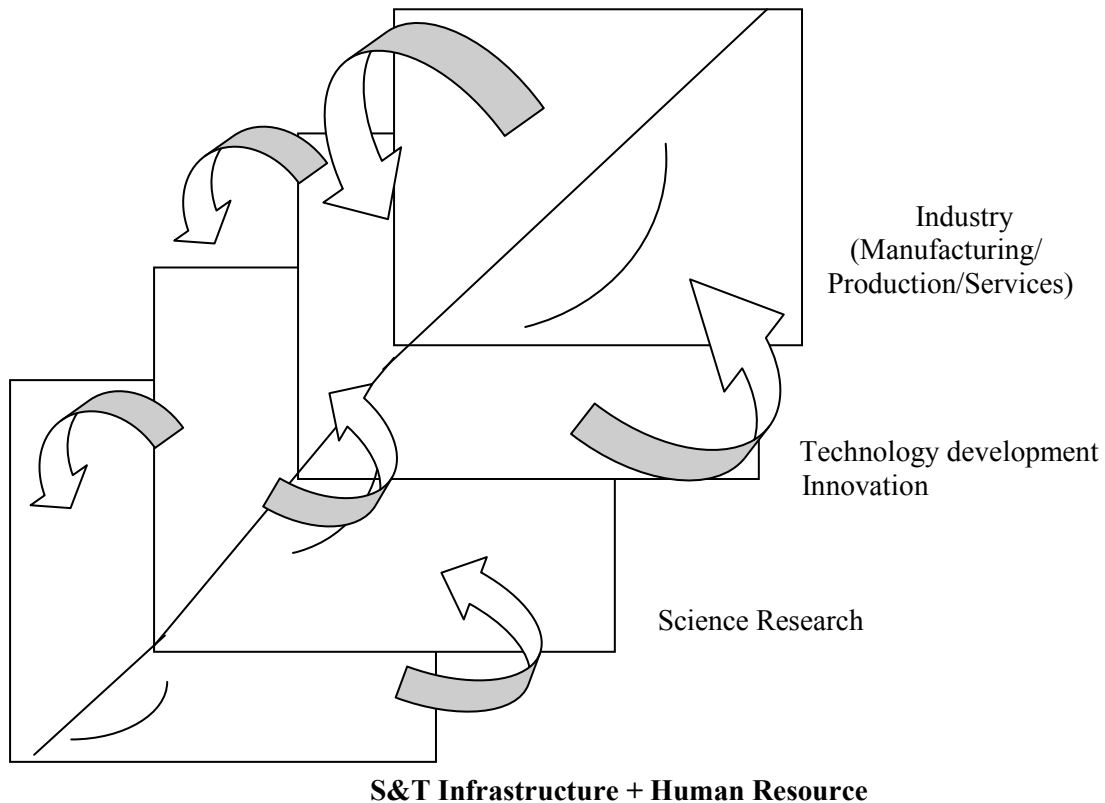 Industry
(Manufacturing/
Production/Services)
Technology development
Innovation
Science Research
S&T Infrastructure + Human Resource